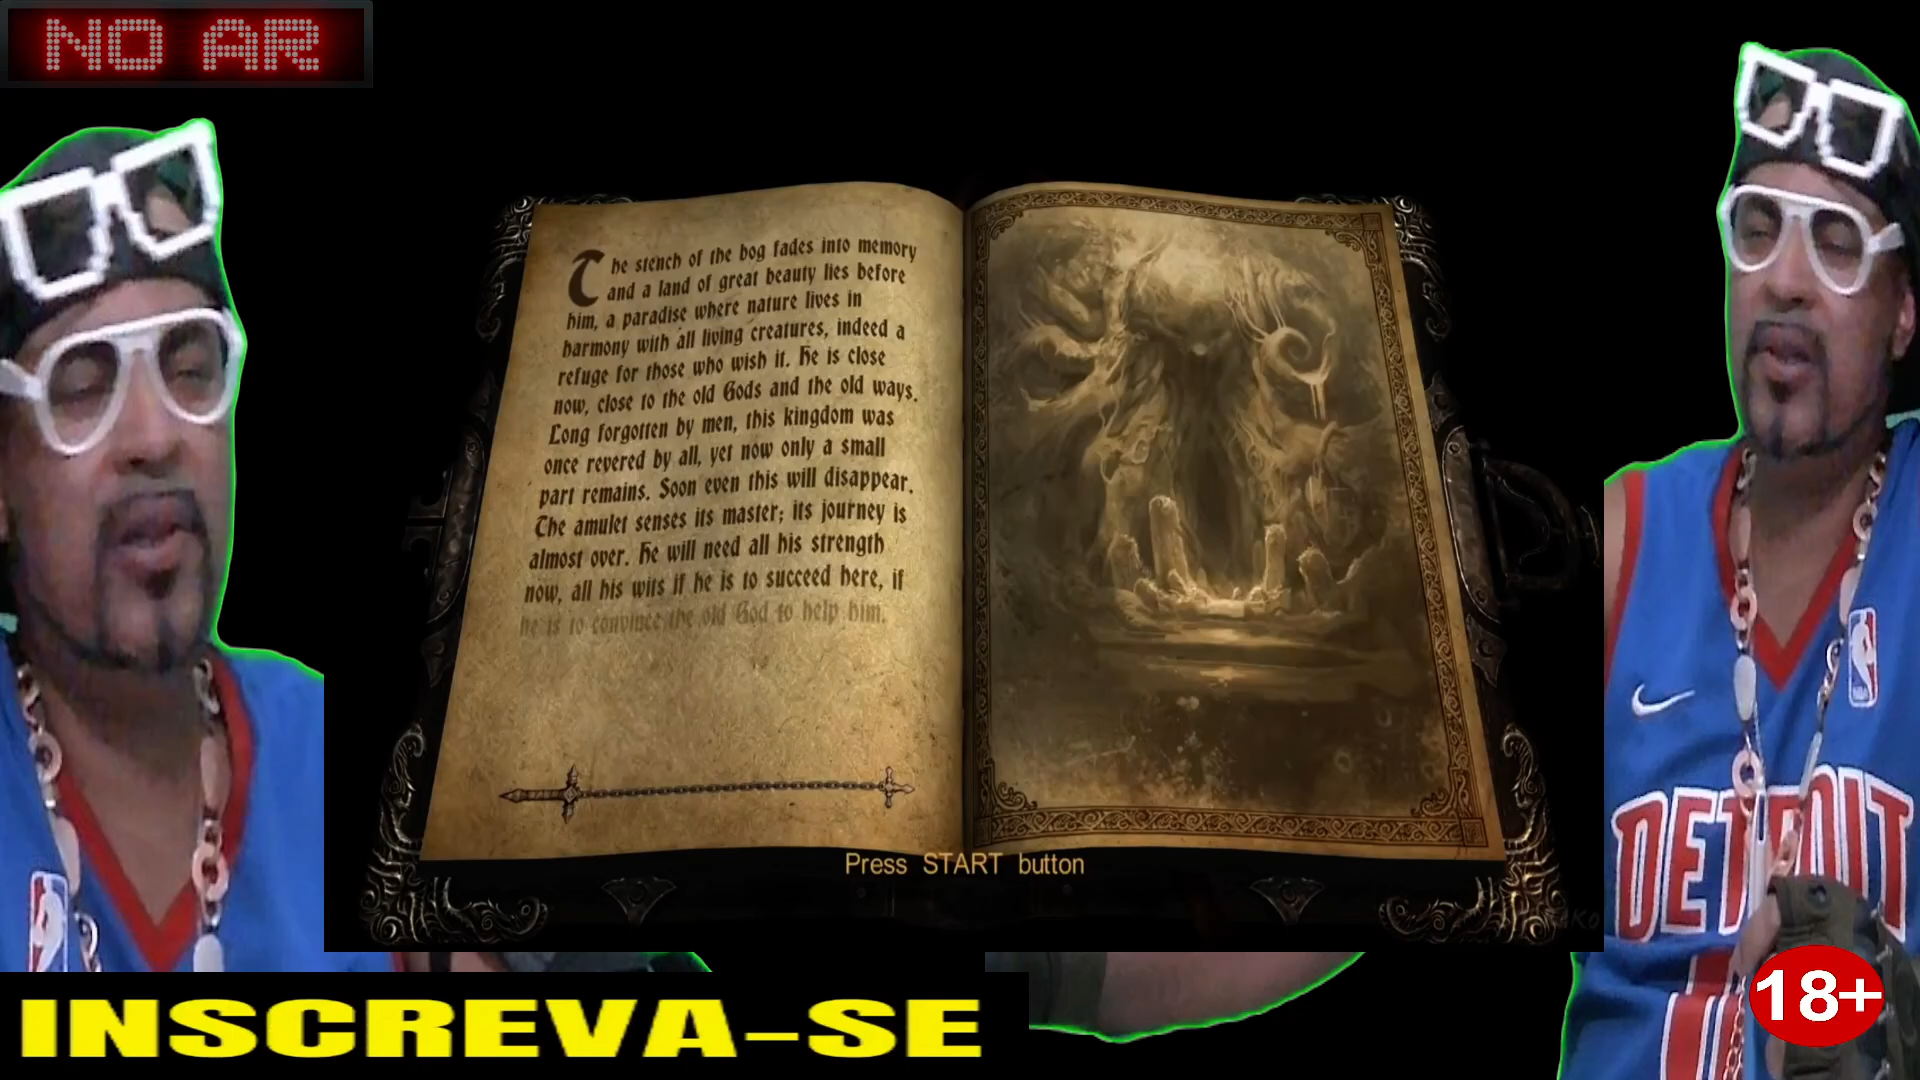 NO AR
The stench of the bog fades into memory
and a land of great beauty lies before
him, a paradise where nature lives in
harmony with all living creatures, indeed a
refuge for those who wish it. He is close
now, close to the old Gods and the old ways.
Long forgotten by men, this kingdom was
once revered by all, yet now only a small
part remains. Soon even this will disappear.
The amulet senses its master; its journey is
almost over. He will need all his strength
now, all his wits if he is to succeed here, if
he is to convince the old God to help him.
Press START button
NBA
DETROIT
INSCREVA-SE
18+